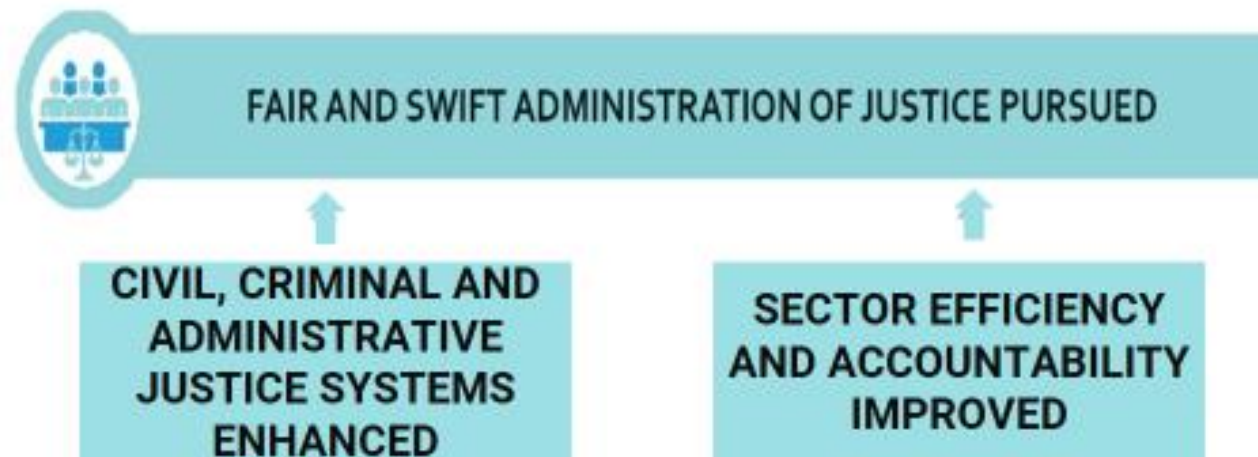 FAIR AND SWIFT ADMINISTRATION OF JUSTICE PURSUED
CIVIL, CRIMINAL AND
ADMINISTRATIVE
JUSTICE SYSTEMS
ENHANCED
SECTOR EFFICIENCY
AND ACCOUNTABILITY
IMPROVED